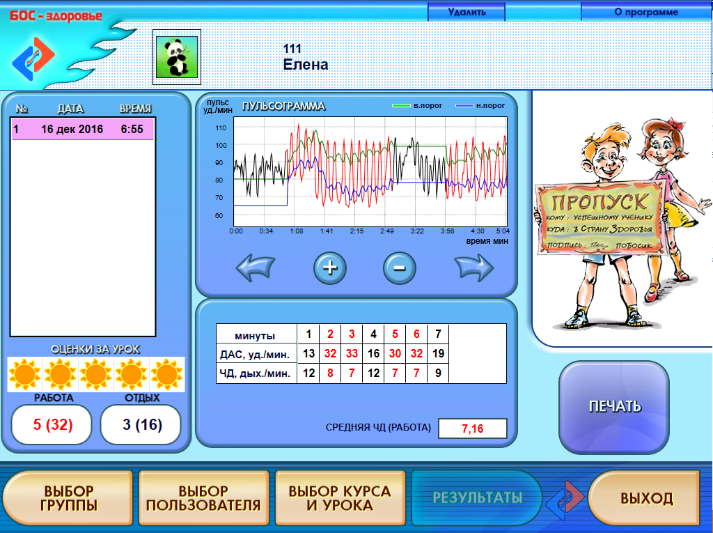 БОС - здоровье
Удалить
О программе
111
Елена
№ ДАТА ВРЕМЯ
1 16 дек 2016 6:55
пульс
уд./мин
ПУЛЬСОГРАММА
в.порог
н.порог
110
100
90
80
70
60
0:00 0:34 1:08 1:41 2:15 2:49 3:23 3:56 4:30 5:04
время мин
ПРОПУСК
КОМУ: УСПЕШНОМУ УЧЕНИКУ
КУДА: В СТРАНУ ЗДОРОВЬЯ
ПОДПИСЬ: ПОБОСИК
минуты 1 2 3 4 5 6 7
ДАС, уд./мин. 13 32 33 16 30 32 19
ЧД, дых./мин. 12 8 7 12 7 7 9
СРЕДНЯЯ ЧД (РАБОТА) 7,16
ОЦЕНКИ ЗА УРОК
РАБОТА ОТДЫХ
5 (32) 3 (16)
ПЕЧАТЬ
ВЫБОР
ГРУППЫ
ВЫБОР
ПОЛЬЗОВАТЕЛЯ
ВЫБОР КУРСА
И УРОКА
РЕЗУЛЬТАТЫ
ВЫХОД